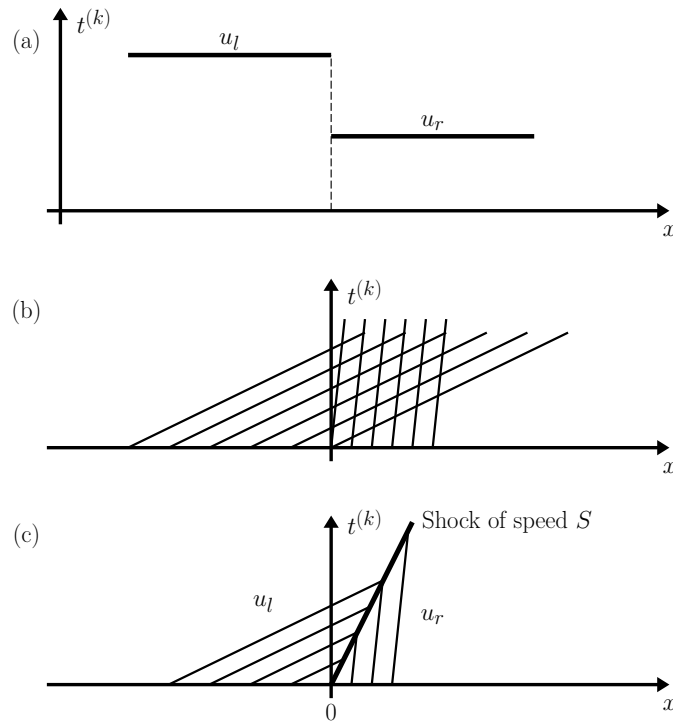 (a)
t^{(k)}
u_l
u_r
x
(b)
t^{(k)}
x
(c)
t^{(k)}
Shock of speed S
u_l
u_r
x
0